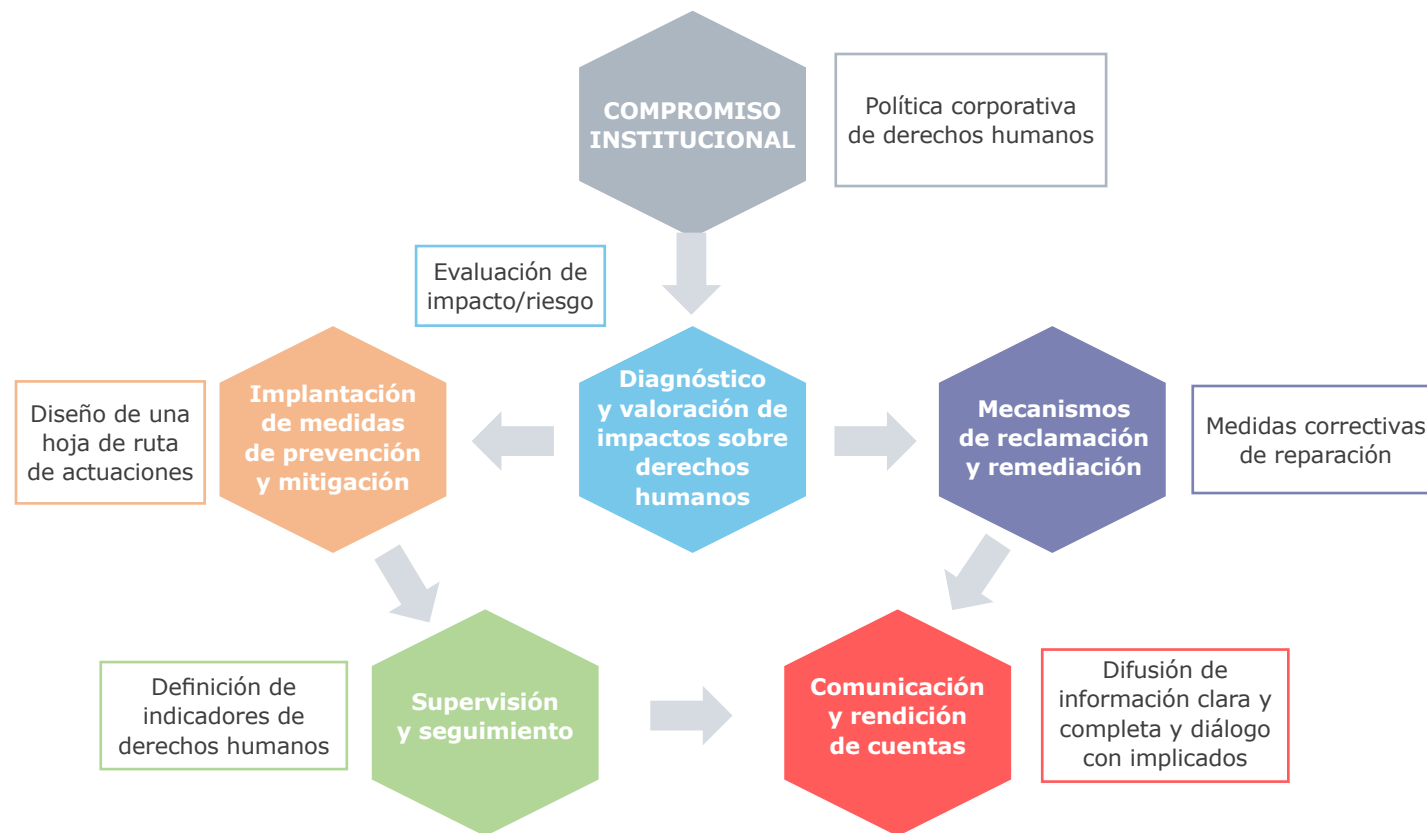 COMPROMISO
INSTITUCIONAL
Política corporativa
de derechos humanos
Evaluación de
impacto/riesgo
Diseño de una
hoja de ruta
de actuaciones
Implantación
de medidas
de prevención
y mitigación
Diagnóstico
y valoración de
impactos sobre
derechos
humanos
Mecanismos
de reclamación
y remediación
Medidas correctivas
de reparación
Definición de
indicadores de
derechos humanos
Supervisión
y seguimiento
Comunicación
y rendición
de cuentas
Difusión de
información clara y
completa y diálogo
con implicados